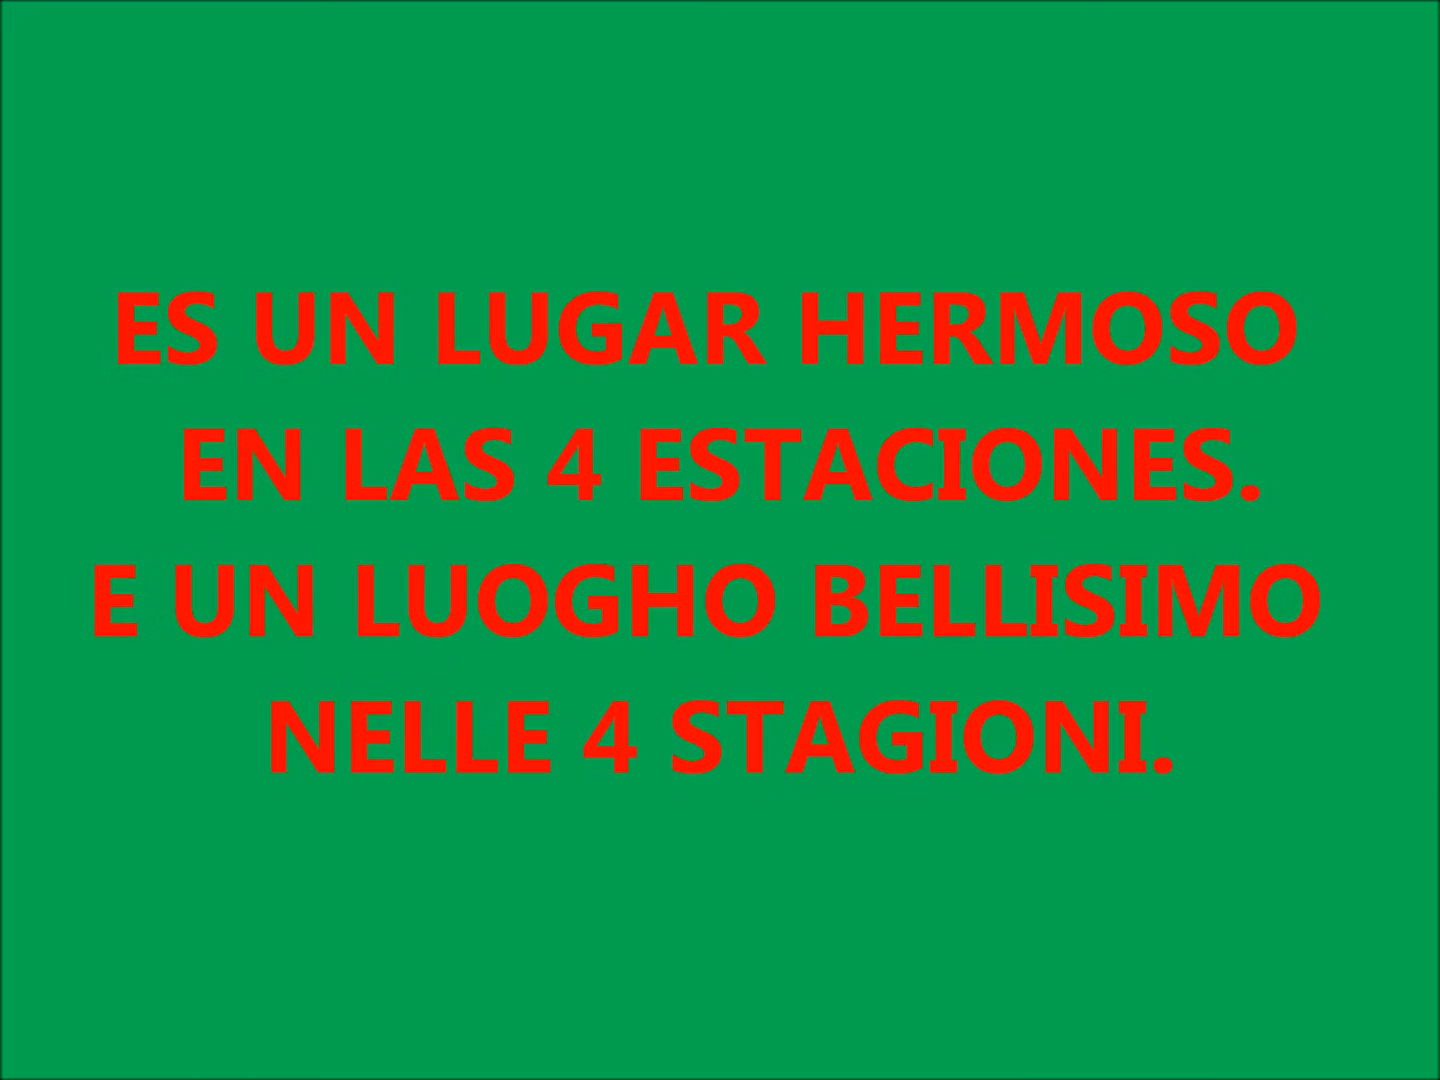 ES UN LUGAR HERMOSO
EN LAS 4 ESTACIONES.
E UN LUOGHO BELLISIMO
NELLE 4 STAGIONI.